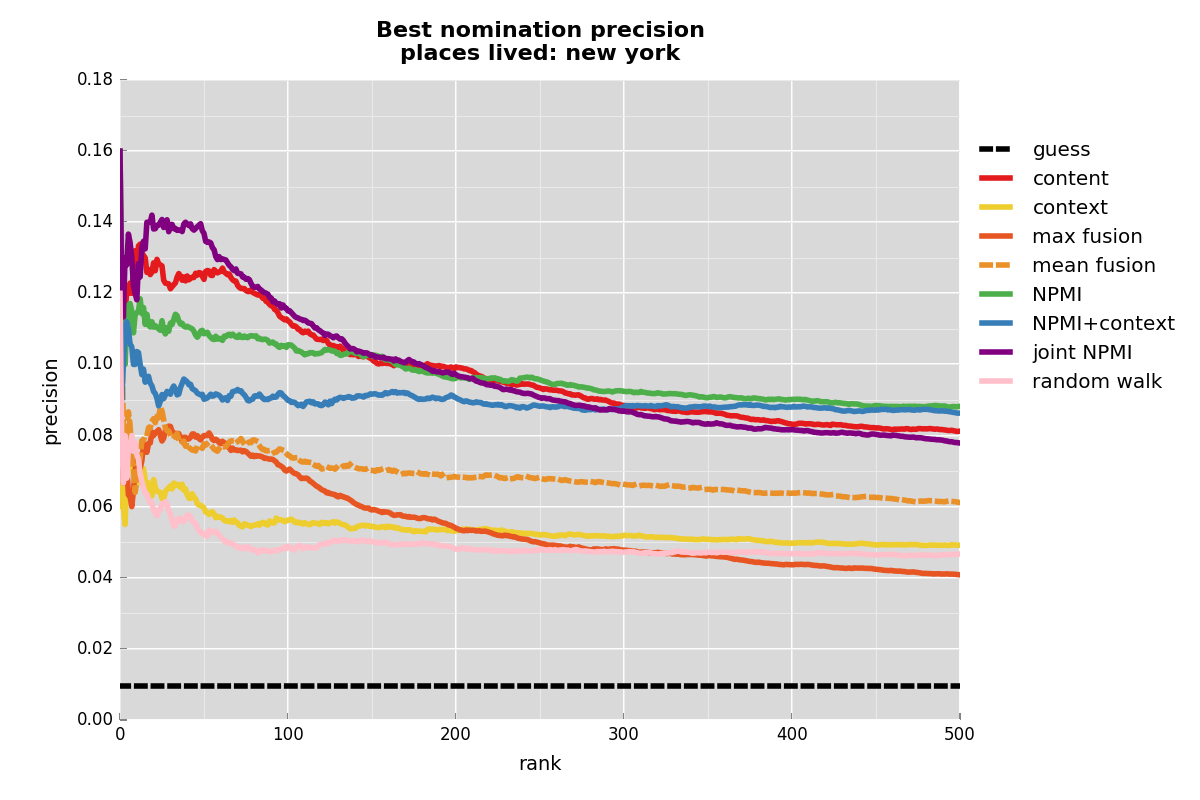 Best nomination precision
places lived: new york
0.18
0.16
0.14
0.12
0.10
0.08
0.06
0.04
0.02
0.00
precision
0
100
200
300
400
500
rank
guess
content
context
max fusion
mean fusion
NPMI
NPMI+context
joint NPMI
random walk